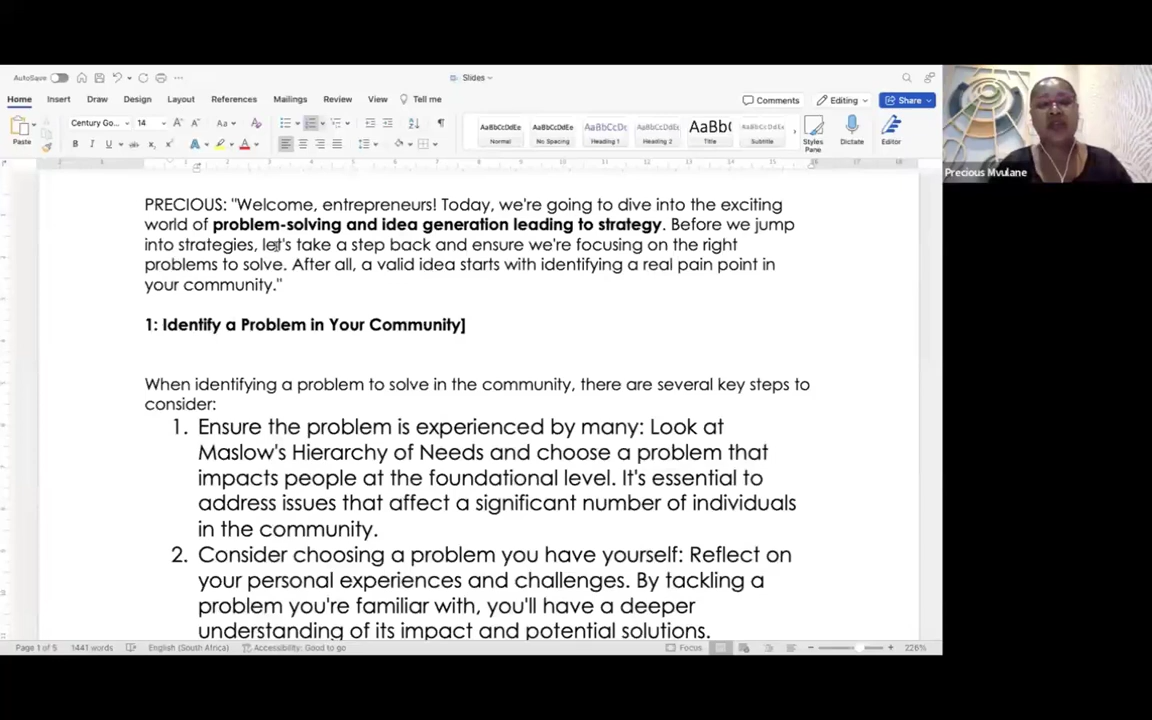 AutoSave
Slides
Home Insert Draw Design Layout References Mailings Review View Tell me
Comments Editing Share
Paste
Century Go... 14
AaBbCcDdEe AaBbCcDdEe AaBbCcDc AaBbCcDdEe AaBb( AaBbCcDdEe
Normal No Spacing Heading 1 Heading 2 Title Subtitle
Styles Pane
Dictate
Editor
Precious Mvulane
PRECIOUS: "Welcome, entrepreneurs! Today, we're going to dive into the exciting
world of problem-solving and idea generation leading to strategy. Before we jump
into strategies, let's take a step back and ensure we're focusing on the right
problems to solve. After all, a valid idea starts with identifying a real pain point in
your community."
1: Identify a Problem in Your Community]
When identifying a problem to solve in the community, there are several key steps to
consider:
1. Ensure the problem is experienced by many: Look at
Maslow's Hierarchy of Needs and choose a problem that
impacts people at the foundational level. It's essential to
address issues that affect a significant number of individuals
in the community.
2. Consider choosing a problem you have yourself: Reflect on
your personal experiences and challenges. By tackling a
problem you're familiar with, you'll have a deeper
understanding of its impact and potential solutions.
Page 1 of 5 1441 words English (South Africa) Accessibility: Good to go Focus 226%